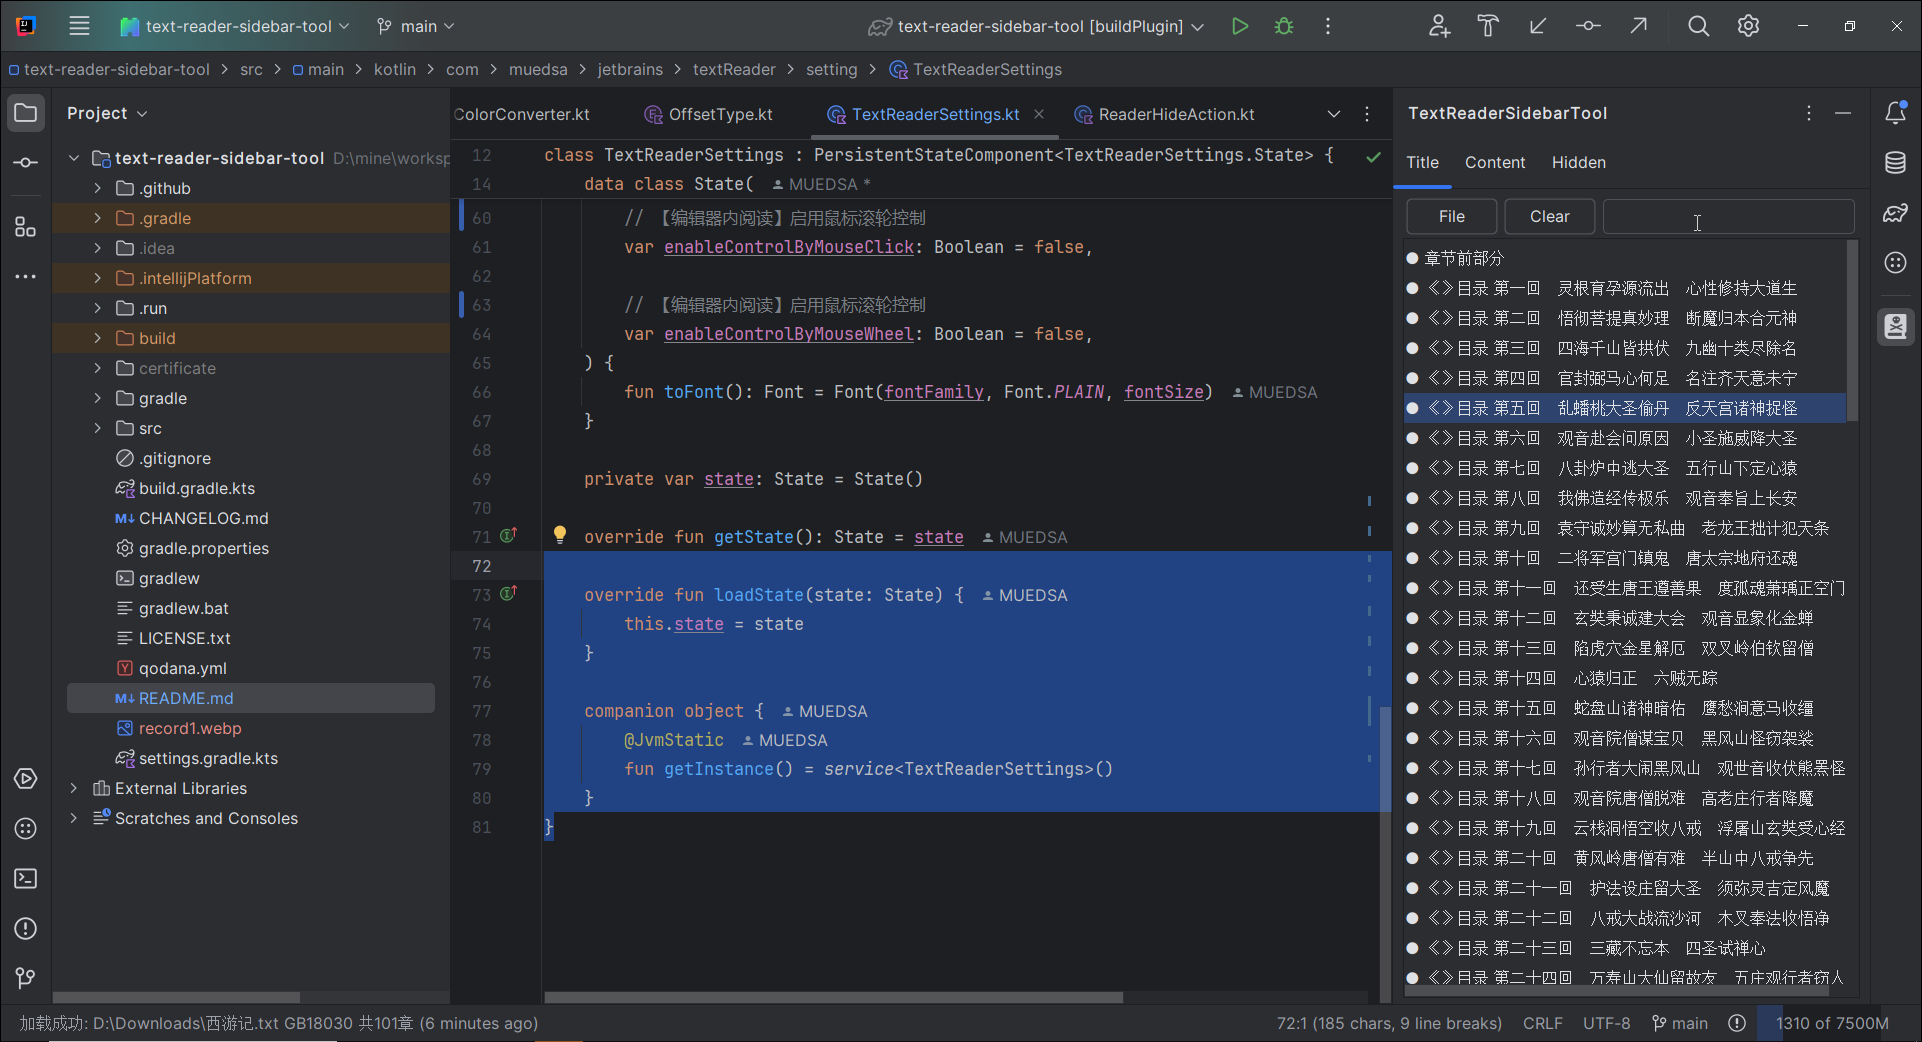 text-reader-sidebar-tool
main
text-reader-sidebar-tool [buildPlugin]
text-reader-sidebar-tool > src > main > kotlin > com > muedsa > jetbrains > textReader > setting > TextReaderSettings
Project
text-reader-sidebar-tool D:\mine\worksp
.github
.gradle
.idea
.intellijPlatform
.run
build
certificate
gradle
src
.gitignore
build.gradle.kts
CHANGELOG.md
gradle.properties
gradlew
gradlew.bat
LICENSE.txt
qodana.yml
README.md
record1.webp
settings.gradle.kts
External Libraries
Scratches and Consoles
ColorConverter.kt
OffsetType.kt
TextReaderSettings.kt
ReaderHideAction.kt
12 class TextReaderSettings : PersistentStateComponent<TextReaderSettings.State> {
14 data class State( MUEDSA *
60 // 【编辑器内阅读】启用鼠标滚轮控制
61 var enableControlByMouseClick: Boolean = false,
62
63 // 【编辑器内阅读】启用鼠标滚轮控制
64 var enableControlByMouseWheel: Boolean = false,
65 ) {
66 fun toFont(): Font = Font(fontFamily, Font.PLAIN, fontSize) MUEDSA
67 }
68
69 private var state: State = State()
70
71 override fun getState(): State = state MUEDSA
72
73 override fun loadState(state: State) { MUEDSA
74 this.state = state
75 }
76
77 companion object { MUEDSA
78 @JvmStatic MUEDSA
79 fun getInstance() = service<TextReaderSettings>()
80 }
81 }
TextReaderSidebarTool
Title Content Hidden
File Clear
章节前部分
《》目录 第一回 灵根育孕源流出 心性修持大道生
《》目录 第二回 悟彻菩提真妙理 断魔归本合元神
《》目录 第三回 四海千山皆拱伏 九幽十类尽除名
《》目录 第四回 官封弼马心何足 名注齐天意未宁
《》目录 第五回 乱蟠桃大圣偷丹 反天宫诸神捉怪
《》目录 第六回 观音赴会问原因 小圣施威降大圣
《》目录 第七回 八卦炉中逃大圣 五行山下定心猿
《》目录 第八回 我佛造经传极乐 观音奉旨上长安
《》目录 第九回 袁守诚妙算无私曲 老龙王拙计犯天条
《》目录 第十回 二将军宫门镇鬼 唐太宗地府还魂
《》目录 第十一回 还受生唐王遵善果 度孤魂萧瑀正空门
《》目录 第十二回 玄奘秉诚建大会 观音显象化金蝉
《》目录 第十三回 陷虎穴金星解厄 双叉岭伯钦留僧
《》目录 第十四回 心猿归正 六贼无踪
《》目录 第十五回 蛇盘山诸神暗佑 鹰愁涧意马收缰
《》目录 第十六回 观音院僧谋宝贝 黑风山怪窃袈裟
《》目录 第十七回 孙行者大闹黑风山 观世音收伏熊罴怪
《》目录 第十八回 观音院唐僧脱难 高老庄行者降魔
《》目录 第十九回 云栈洞悟空收八戒 浮屠山玄奘受心经
《》目录 第二十回 黄风岭唐僧有难 半山中八戒争先
《》目录 第二十一回 护法设庄留大圣 须弥灵吉定风魔
《》目录 第二十二回 八戒大战流沙河 木叉奉法收悟净
《》目录 第二十三回 三藏不忘本 四圣试禅心
《》目录 第二十四回 万寿山大仙留故友 五庄观行者窃人
加载成功: D:\Downloads\西游记.txt GB18030 共101章 (6 minutes ago)
72:1 (185 chars, 9 line breaks) CRLF UTF-8 main 1310 of 7500M